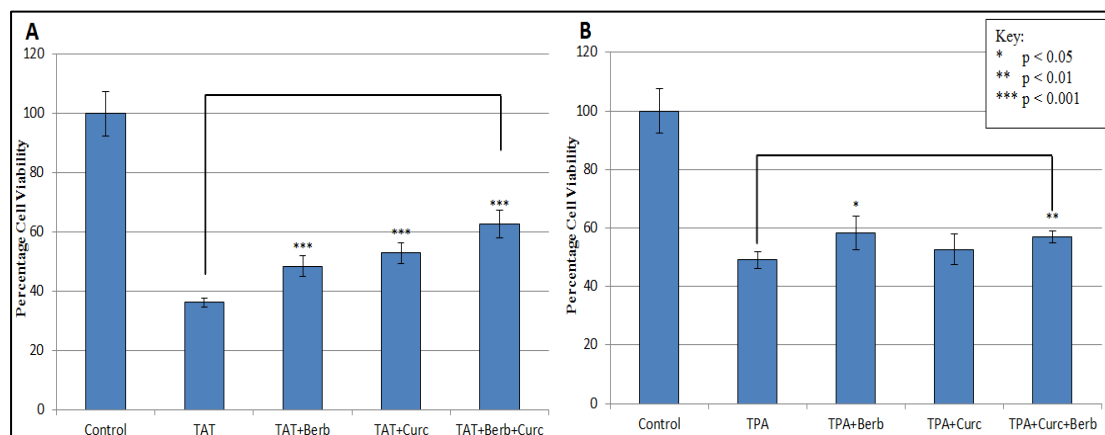 A
Percentage Cell Viability
120
100
80
60
40
20
0
***
***
***
Control
TAT
TAT+Berb
TAT+Curc
TAT+Berb+Curc
B
Key:
* p < 0.05
** p < 0.01
*** p < 0.001
Percentage Cell Viability
120
100
80
60
40
20
0
*
**
Control
TPA
TPA+Berb
TPA+Curc
TPA+Curc+Berb